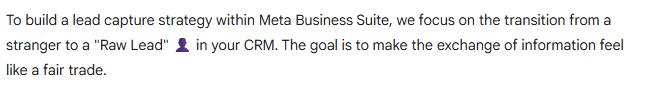 To build a lead capture strategy within Meta Business Suite, we focus on the transition from a
stranger to a "Raw Lead" 👤 in your CRM. The goal is to make the exchange of information feel
like a fair trade.